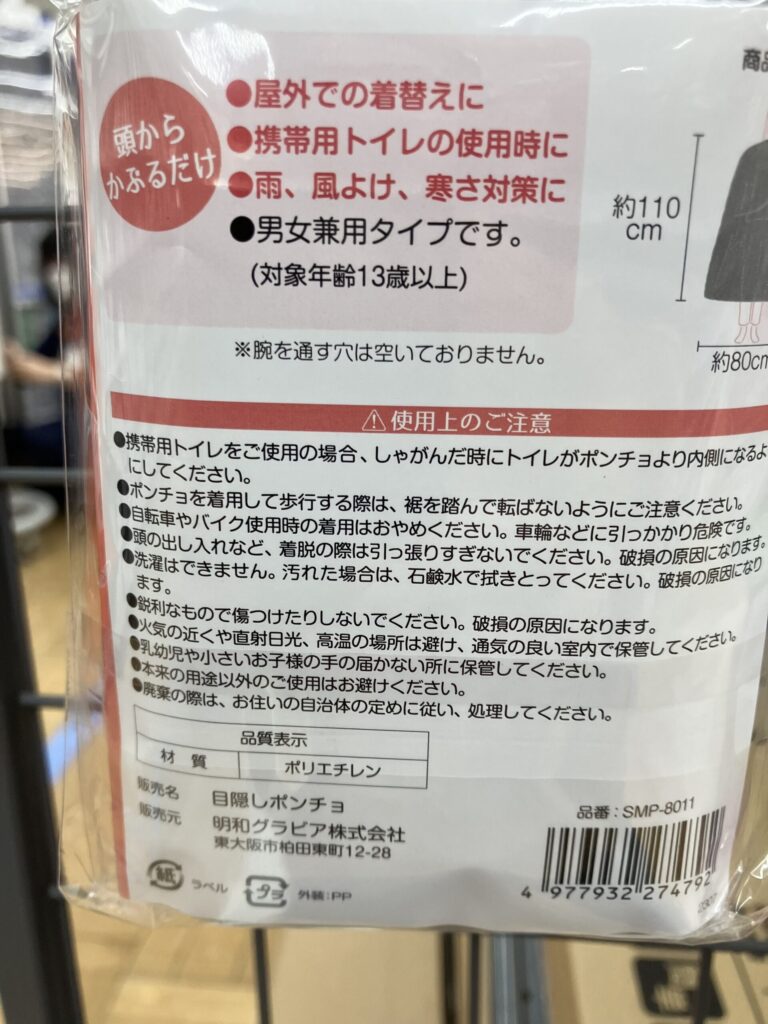 頭から
かぶるだけ
●屋外での着替えに
●携帯用トイレの使用時に
●雨、風よけ、寒さ対策に
●男女兼用タイプです。
(対象年齢13歳以上)
※腕を通す穴は空いておりません。
商品
約110
cm
約80cm
⚠使用上のご注意
●携帯用トイレをご使用の場合、しゃがんだ時にトイレがポンチョより内側になるよ
にしてください。
●ポンチョを着用して歩行する際は、裾を踏んで転ばないようにご注意ください。
●自転車やバイク使用時の着用はおやめください。車輪などに引っかかり危険です。
●頭の出し入れなど、着脱の際は引っ張りすぎないでください。破損の原因になります。
●洗濯はできません。汚れた場合は、石鹸水で拭きとってください。破損の原因になり
ます。
●鋭利なもので傷つけたりしないでください。破損の原因になります。
●火気の近くや直射日光、高温の場所は避け、通気の良い室内で保管してください。
●乳幼児や小さいお子様の手の届かない所に保管してください。
●本来の用途以外のご使用はお避けください。
●廃棄の際は、お住いの自治体の定めに従い、処理してください。
品質表示
材 質 ポリエチレン
販売名 目隠しポンチョ
販売元 明和グラビア株式会社
東大阪市柏田東町12-28
紙 ラベル プラ 外装:PP
品番:SMP-8011
4 977932 274792